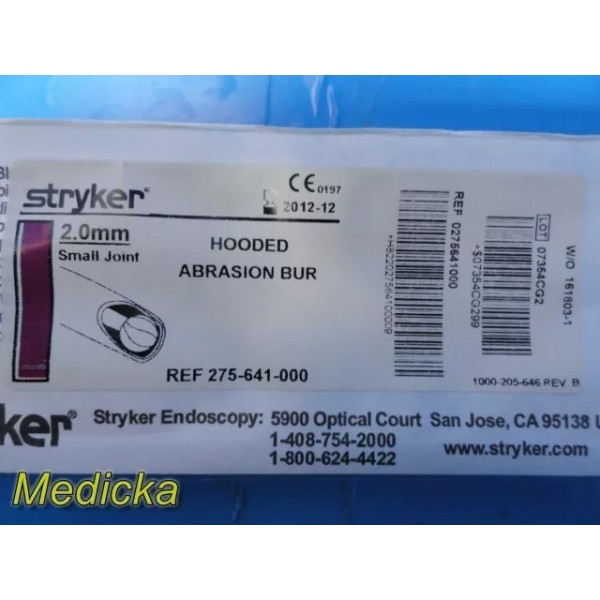 stryker®
CE 0197
2012-12
2.0mm
Small Joint
HOODED
ABRASION BUR
REF 275-641-000
+H822027564100009
REF 0275641000
+$07354CG299
LOT 07354CG2
W/O 161803-1
1000-205-646 REV. B
ker®
Stryker Endoscopy: 5900 Optical Court San Jose, CA 95138 U
1-408-754-2000
www.stryker.com
1-800-624-4422
Medicka